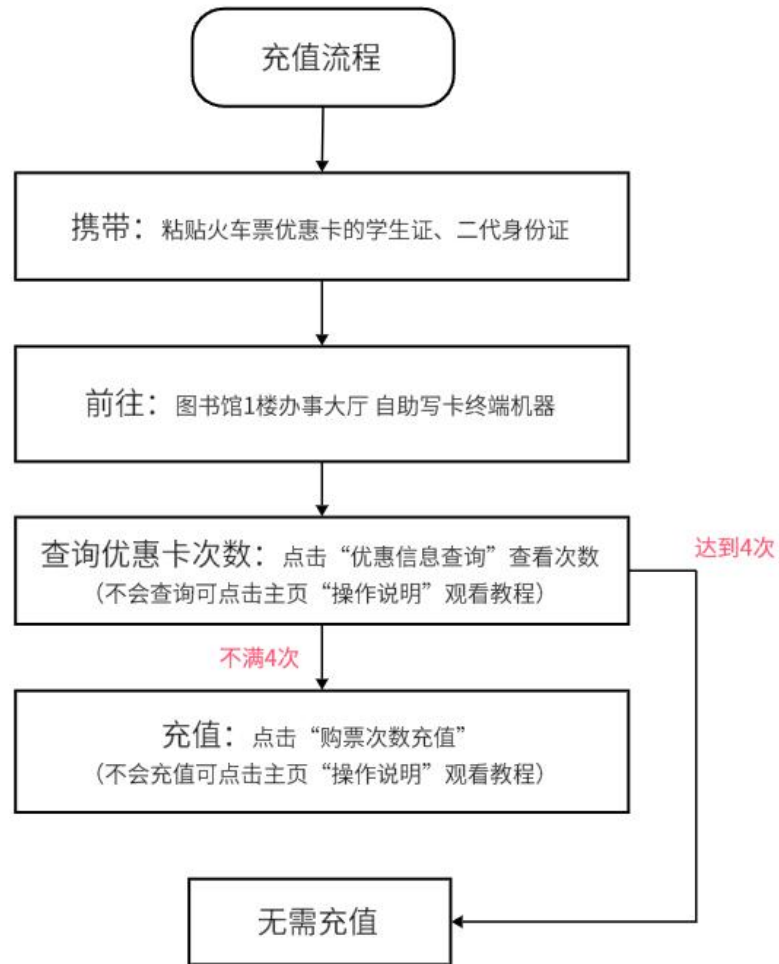 充值流程
携带：粘贴火车票优惠卡的学生证、二代身份证
前往：图书馆1楼办事大厅 自助写卡终端机器
查询优惠卡次数：点击“优惠信息查询”查看次数
（不会查询可点击主页“操作说明”观看教程）
达到4次
不满4次
充值：点击“购票次数充值”
（不会充值可点击主页“操作说明”观看教程）
无需充值